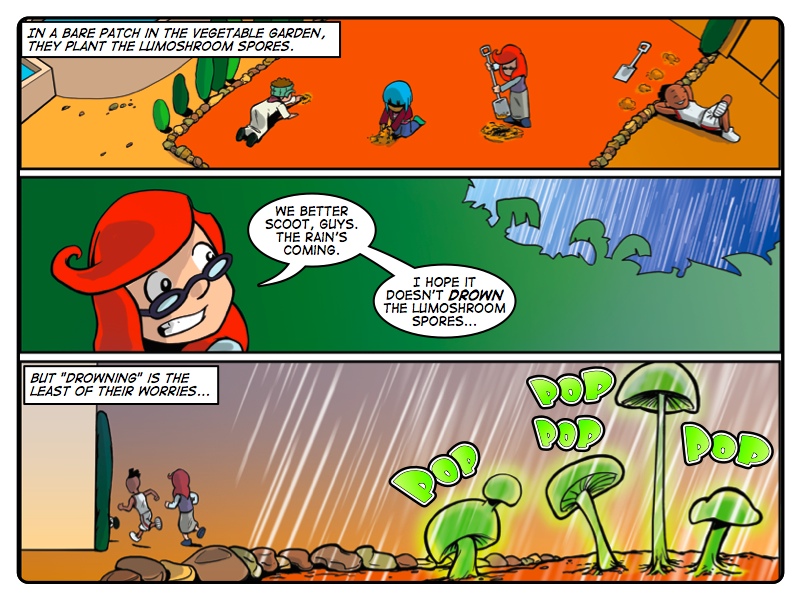 IN A BARE PATCH IN THE VEGETABLE GARDEN,
THEY PLANT THE LUMOSHROOM SPORES.
WE BETTER
SCOOT, GUYS.
THE RAIN'S
COMING.
I HOPE IT
DOESN'T DROWN
THE LUMOSHROOM
SPORES...
BUT "DROWNING" IS THE
LEAST OF THEIR WORRIES...
POP
POP
POP
POP